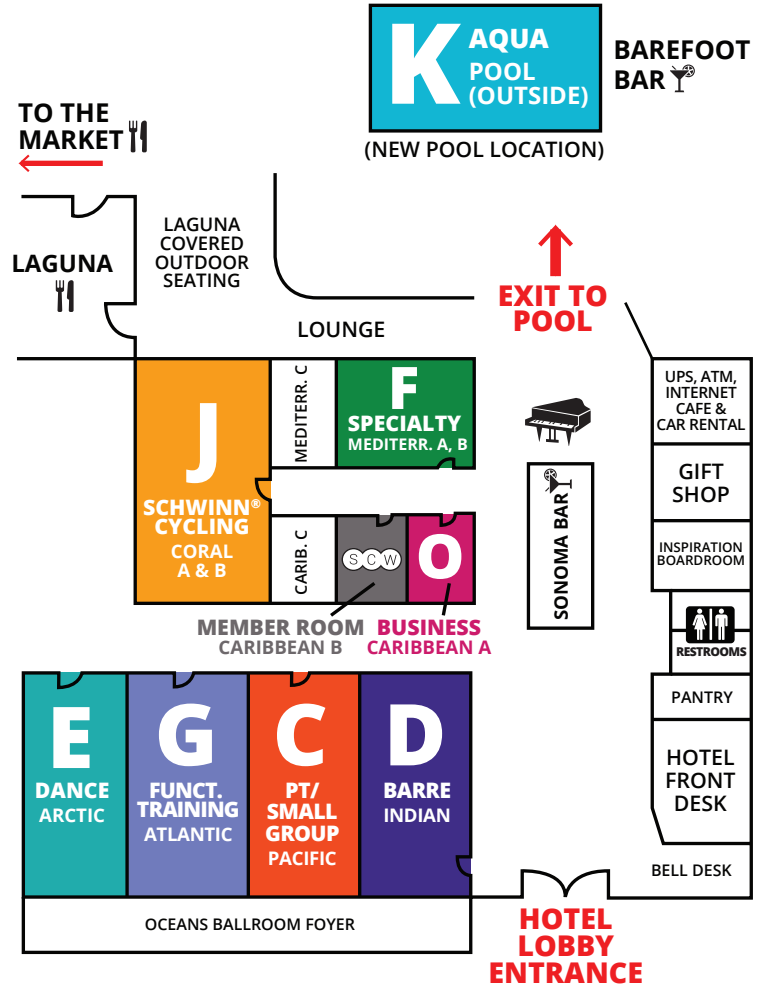 K
AQUA
POOL
(OUTSIDE)
BAREFOOT
BAR
(NEW POOL LOCATION)
TO THE
MARKET
LAGUNA
COVERED
OUTDOOR
SEATING
LAGUNA
EXIT TO
POOL
LOUNGE
J
SCHWINN®
CYCLING
CORAL
A & B
MEDITERR. C
F
SPECIALTY
MEDITERR. A, B
UPS, ATM,
INTERNET
CAFE &
CAR RENTAL
GIFT
SHOP
SONOMA BAR
INSPIRATION
BOARDROOM
CARIB. C
SCW
O
MEMBER ROOM
CARIBBEAN B
BUSINESS
CARIBBEAN A
RESTROOMS
PANTRY
HOTEL
FRONT
DESK
BELL DESK
E
DANCE
ARCTIC
G
FUNCT.
TRAINING
ATLANTIC
C
PT/
SMALL
GROUP
PACIFIC
D
BARRE
INDIAN
OCEANS BALLROOM FOYER
HOTEL
LOBBY
ENTRANCE